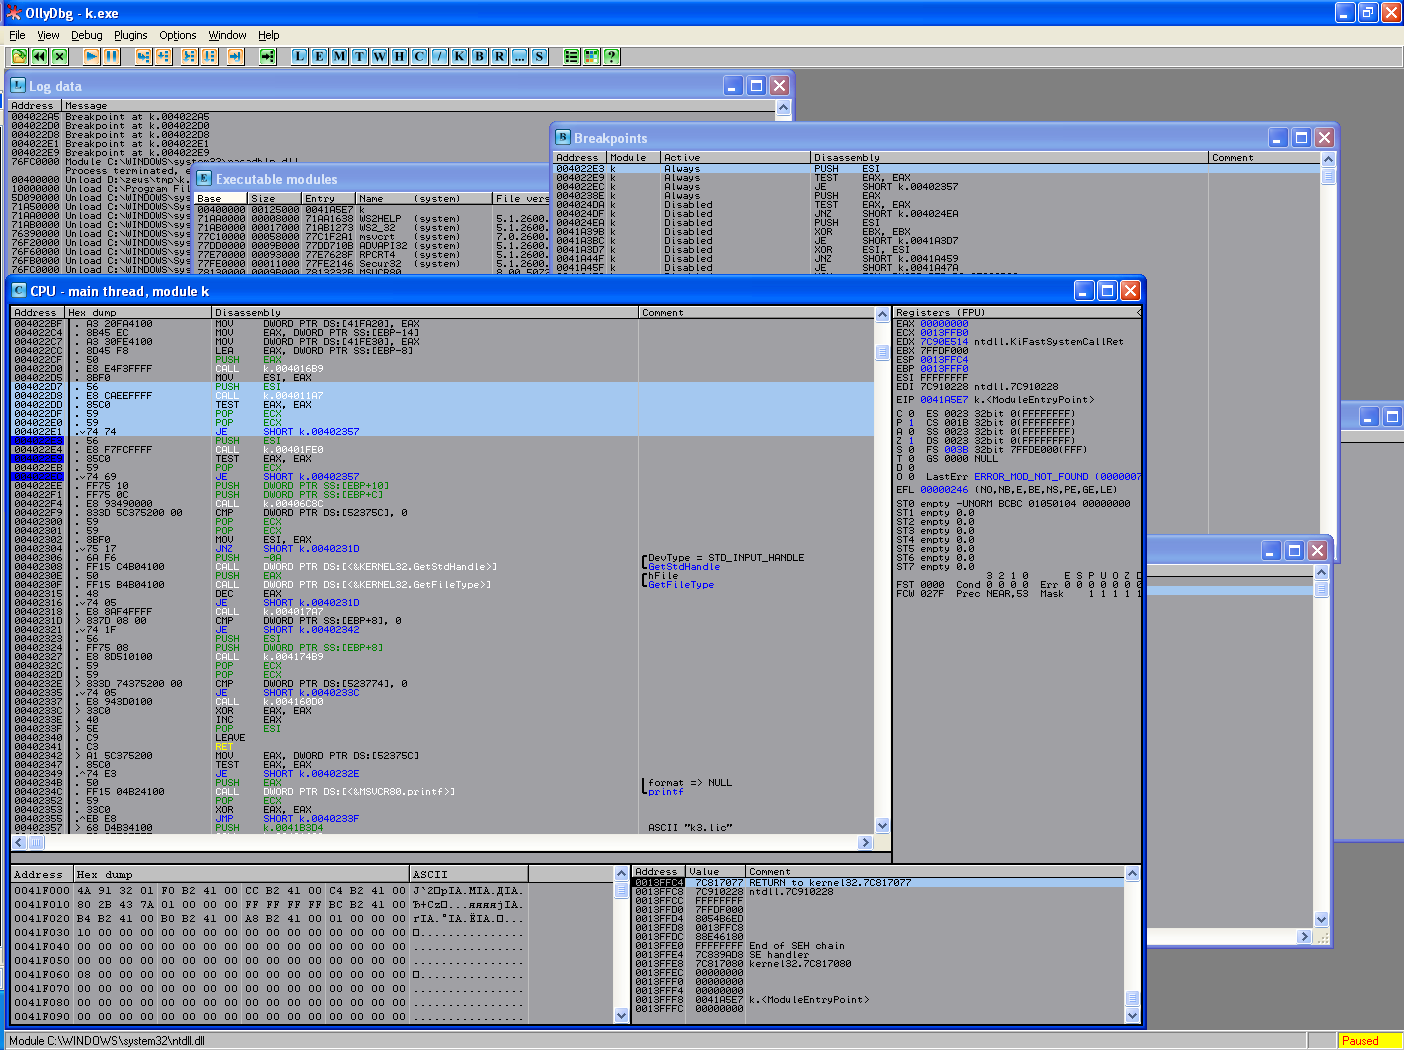 OllyDbg - k.exe
File View Debug Plugins Options Window Help
L E M T W H C / K B R ... S ?
Log data
Address Message
004022A5 Breakpoint at k.004022A5
004022D0 Breakpoint at k.004022D0
004022D8 Breakpoint at k.004022D8
004022E1 Breakpoint at k.004022E1
004022E9 Breakpoint at k.004022E9
Process terminated, e
00400000 Unload D:\zeus\tmp\k.
10000000 Unload C:\Program Fil
5D090000 Unload C:\WINDOWS\sys
71A50000 Unload C:\WINDOWS\sys
71AA0000 Unload C:\WINDOWS\sys
71AB0000 Unload C:\WINDOWS\sys
76390000 Unload C:\WINDOWS\sys
76F20000 Unload C:\WINDOWS\sys
76F60000 Unload C:\WINDOWS\sys
76FB0000 Unload C:\WINDOWS\sys
76FC0000 Unload C:\WINDOWS\sys
Executable modules
Base Size Entry Name (system) File vers
00400000 00125000 0041A5E7 k
71AA0000 00008000 71AA1638 WS2HELP (system) 5.1.2600.
71AB0000 00017000 71AB1273 WS2_32 (system) 5.1.2600.
77C10000 00058000 77C1F2A1 msvcrt (system) 7.0.2600.
77DD0000 0009B000 77DD710B ADVAPI32 (system) 5.1.2600.
77E70000 00093000 77E7628F RPCRT4 (system) 5.1.2600.
77FE0000 00011000 77FE2146 Secur32 (system) 5.1.2600.
Breakpoints
Address Module Active Disassembly Comment
004022E3 k Always PUSH ESI
004022E9 k Always TEST EAX, EAX
004022EC k Always JE SHORT k.00402357
0040238E k Always PUSH EAX
004024DA k Disabled TEST EAX, EAX
004024DF k Disabled JNZ SHORT k.004024EA
004024EA k Disabled PUSH ESI
0041A39B k Disabled XOR EBX, EBX
0041A3BC k Disabled JE SHORT k.0041A3D7
0041A3D7 k Disabled XOR ESI, ESI
0041A44F k Disabled JNZ SHORT k.0041A459
0041A45F k Disabled JE SHORT k.0041A47A
CPU - main thread, module k
Address Hex dump Disassembly Comment
004022BF . A3 20FA4100 MOV DWORD PTR DS:[41FA20], EAX
004022C4 . 8B45 EC MOV EAX, DWORD PTR SS:[EBP-14]
004022C7 . A3 30FE4100 MOV DWORD PTR DS:[41FE30], EAX
004022CC . 8D45 F8 LEA EAX, DWORD PTR SS:[EBP-8]
004022CF . 50 PUSH EAX
004022D0 . E8 E4F3FFFF CALL k.004016B9
004022D5 . 8BF0 MOV ESI, EAX
004022D7 . 56 PUSH ESI
004022D8 . E8 CAEEFFFF CALL k.004011A7
004022DD . 85C0 TEST EAX, EAX
004022DF . 59 POP ECX
004022E0 . 59 POP ECX
004022E1 .v74 74 JE SHORT k.00402357
. 56 PUSH ESI
004022E4 . E8 F7FCFFFF CALL k.00401FE0
. 85C0 TEST EAX, EAX
004022EB . 59 POP ECX
.v74 69 JE SHORT k.00402357
004022EE . FF75 10 PUSH DWORD PTR SS:[EBP+10]
004022F1 . FF75 0C PUSH DWORD PTR SS:[EBP+C]
004022F4 . E8 93490000 CALL k.00406C8C
004022F9 . 833D 5C375200 00 CMP DWORD PTR DS:[52375C], 0
00402300 . 59 POP ECX
00402301 . 59 POP ECX
00402302 . 8BF0 MOV ESI, EAX
00402304 .v75 17 JNZ SHORT k.0040231D
00402306 . 6A F6 PUSH -0A DevType = STD_INPUT_HANDLE
00402308 . FF15 C4B04100 CALL DWORD PTR DS:[<&KERNEL32.GetStdHandle>] GetStdHandle
0040230E . 50 PUSH EAX hFile
0040230F . FF15 B4B04100 CALL DWORD PTR DS:[<&KERNEL32.GetFileType>] GetFileType
00402315 . 48 DEC EAX
00402316 .v74 05 JE SHORT k.0040231D
00402318 . E8 8AF4FFFF CALL k.004017A7
0040231D > 837D 08 00 CMP DWORD PTR SS:[EBP+8], 0
00402321 .v74 1F JE SHORT k.00402342
00402323 . 56 PUSH ESI
00402324 . FF75 08 PUSH DWORD PTR SS:[EBP+8]
00402327 . E8 8D510100 CALL k.004174B9
0040232C . 59 POP ECX
0040232D . 59 POP ECX
0040232E > 833D 74375200 00 CMP DWORD PTR DS:[523774], 0
00402335 .v74 05 JE SHORT k.0040233C
00402337 . E8 943D0100 CALL k.004160D0
0040233C > 33C0 XOR EAX, EAX
0040233E . 40 INC EAX
0040233F > 5E POP ESI
00402340 . C9 LEAVE
00402341 . C3 RET
00402342 > A1 5C375200 MOV EAX, DWORD PTR DS:[52375C]
00402347 . 85C0 TEST EAX, EAX
00402349 .^74 E3 JE SHORT k.0040232E
0040234B . 50 PUSH EAX format => NULL
0040234C . FF15 04B24100 CALL DWORD PTR DS:[<&MSVCR80.printf>] printf
00402352 . 59 POP ECX
00402353 . 33C0 XOR EAX, EAX
00402355 .^EB E8 JMP SHORT k.0040233F
00402357 > 68 D4B34100 PUSH k.0041B3D4 ASCII "k3.lic"
Registers (FPU) <
EAX 00000000
ECX 0013FFB0
EDX 7C90E514 ntdll.KiFastSystemCallRet
EBX 7FFDF000
ESP 0013FFC4
EBP 0013FFF0
ESI FFFFFFFF
EDI 7C910228 ntdll.7C910228
EIP 0041A5E7 k.<ModuleEntryPoint>
C 0 ES 0023 32bit 0(FFFFFFFF)
P 1 CS 001B 32bit 0(FFFFFFFF)
A 0 SS 0023 32bit 0(FFFFFFFF)
Z 1 DS 0023 32bit 0(FFFFFFFF)
S 0 FS 003B 32bit 7FFDE000(FFF)
T 0 GS 0000 NULL
D 0
O 0 LastErr ERROR_MOD_NOT_FOUND (0000007
EFL 00000246 (NO,NB,E,BE,NS,PE,GE,LE)
ST0 empty -UNORM BCBC 01050104 00000000
ST1 empty 0.0
ST2 empty 0.0
ST3 empty 0.0
ST4 empty 0.0
ST5 empty 0.0
ST6 empty 0.0
ST7 empty 0.0
3 2 1 0 E S P U O Z D
FST 0000 Cond 0 0 0 0 Err 0 0 0 0 0 0 0
FCW 027F Prec NEAR,53 Mask 1 1 1 1 1
Address Hex dump ASCII
0041F000 4A 91 32 01 F0 B2 41 00 CC B2 41 00 C4 B2 41 00
0041F010 80 2B 43 7A 01 00 00 00 FF FF FF FF BC B2 41 00
0041F020 B4 B2 41 00 B0 B2 41 00 A8 B2 41 00 01 00 00 00
0041F030 10 00 00 00 00 00 00 00 00 00 00 00 00 00 00 00
0041F040 00 00 00 00 00 00 00 00 00 00 00 00 00 00 00 00 ................
0041F050 00 00 00 00 00 00 00 00 00 00 00 00 00 00 00 00 ................
0041F060 08 00 00 00 00 00 00 00 00 00 00 00 00 00 00 00
0041F070 00 00 00 00 00 00 00 00 00 00 00 00 00 00 00 00 ................
0041F080 00 00 00 00 00 00 00 00 00 00 00 00 00 00 00 00 ................
0041F090 00 00 00 00 00 00 00 00 00 00 00 00 00 00 00 00 ................
Address Value Comment
0013FFC4 7C817077 RETURN to kernel32.7C817077
0013FFC8 7C910228 ntdll.7C910228
0013FFCC FFFFFFFF
0013FFD0 7FFDF000
0013FFD4 8054B6ED
0013FFD8 0013FFC8
0013FFDC 88E46180
0013FFE0 FFFFFFFF End of SEH chain
0013FFE4 7C839AD8 SE handler
0013FFE8 7C817080 kernel32.7C817080
0013FFEC 00000000
0013FFF0 00000000
0013FFF4 00000000
0013FFF8 0041A5E7 k.<ModuleEntryPoint>
0013FFFC 00000000
Module C:\WINDOWS\system32\ntdll.dll
Paused